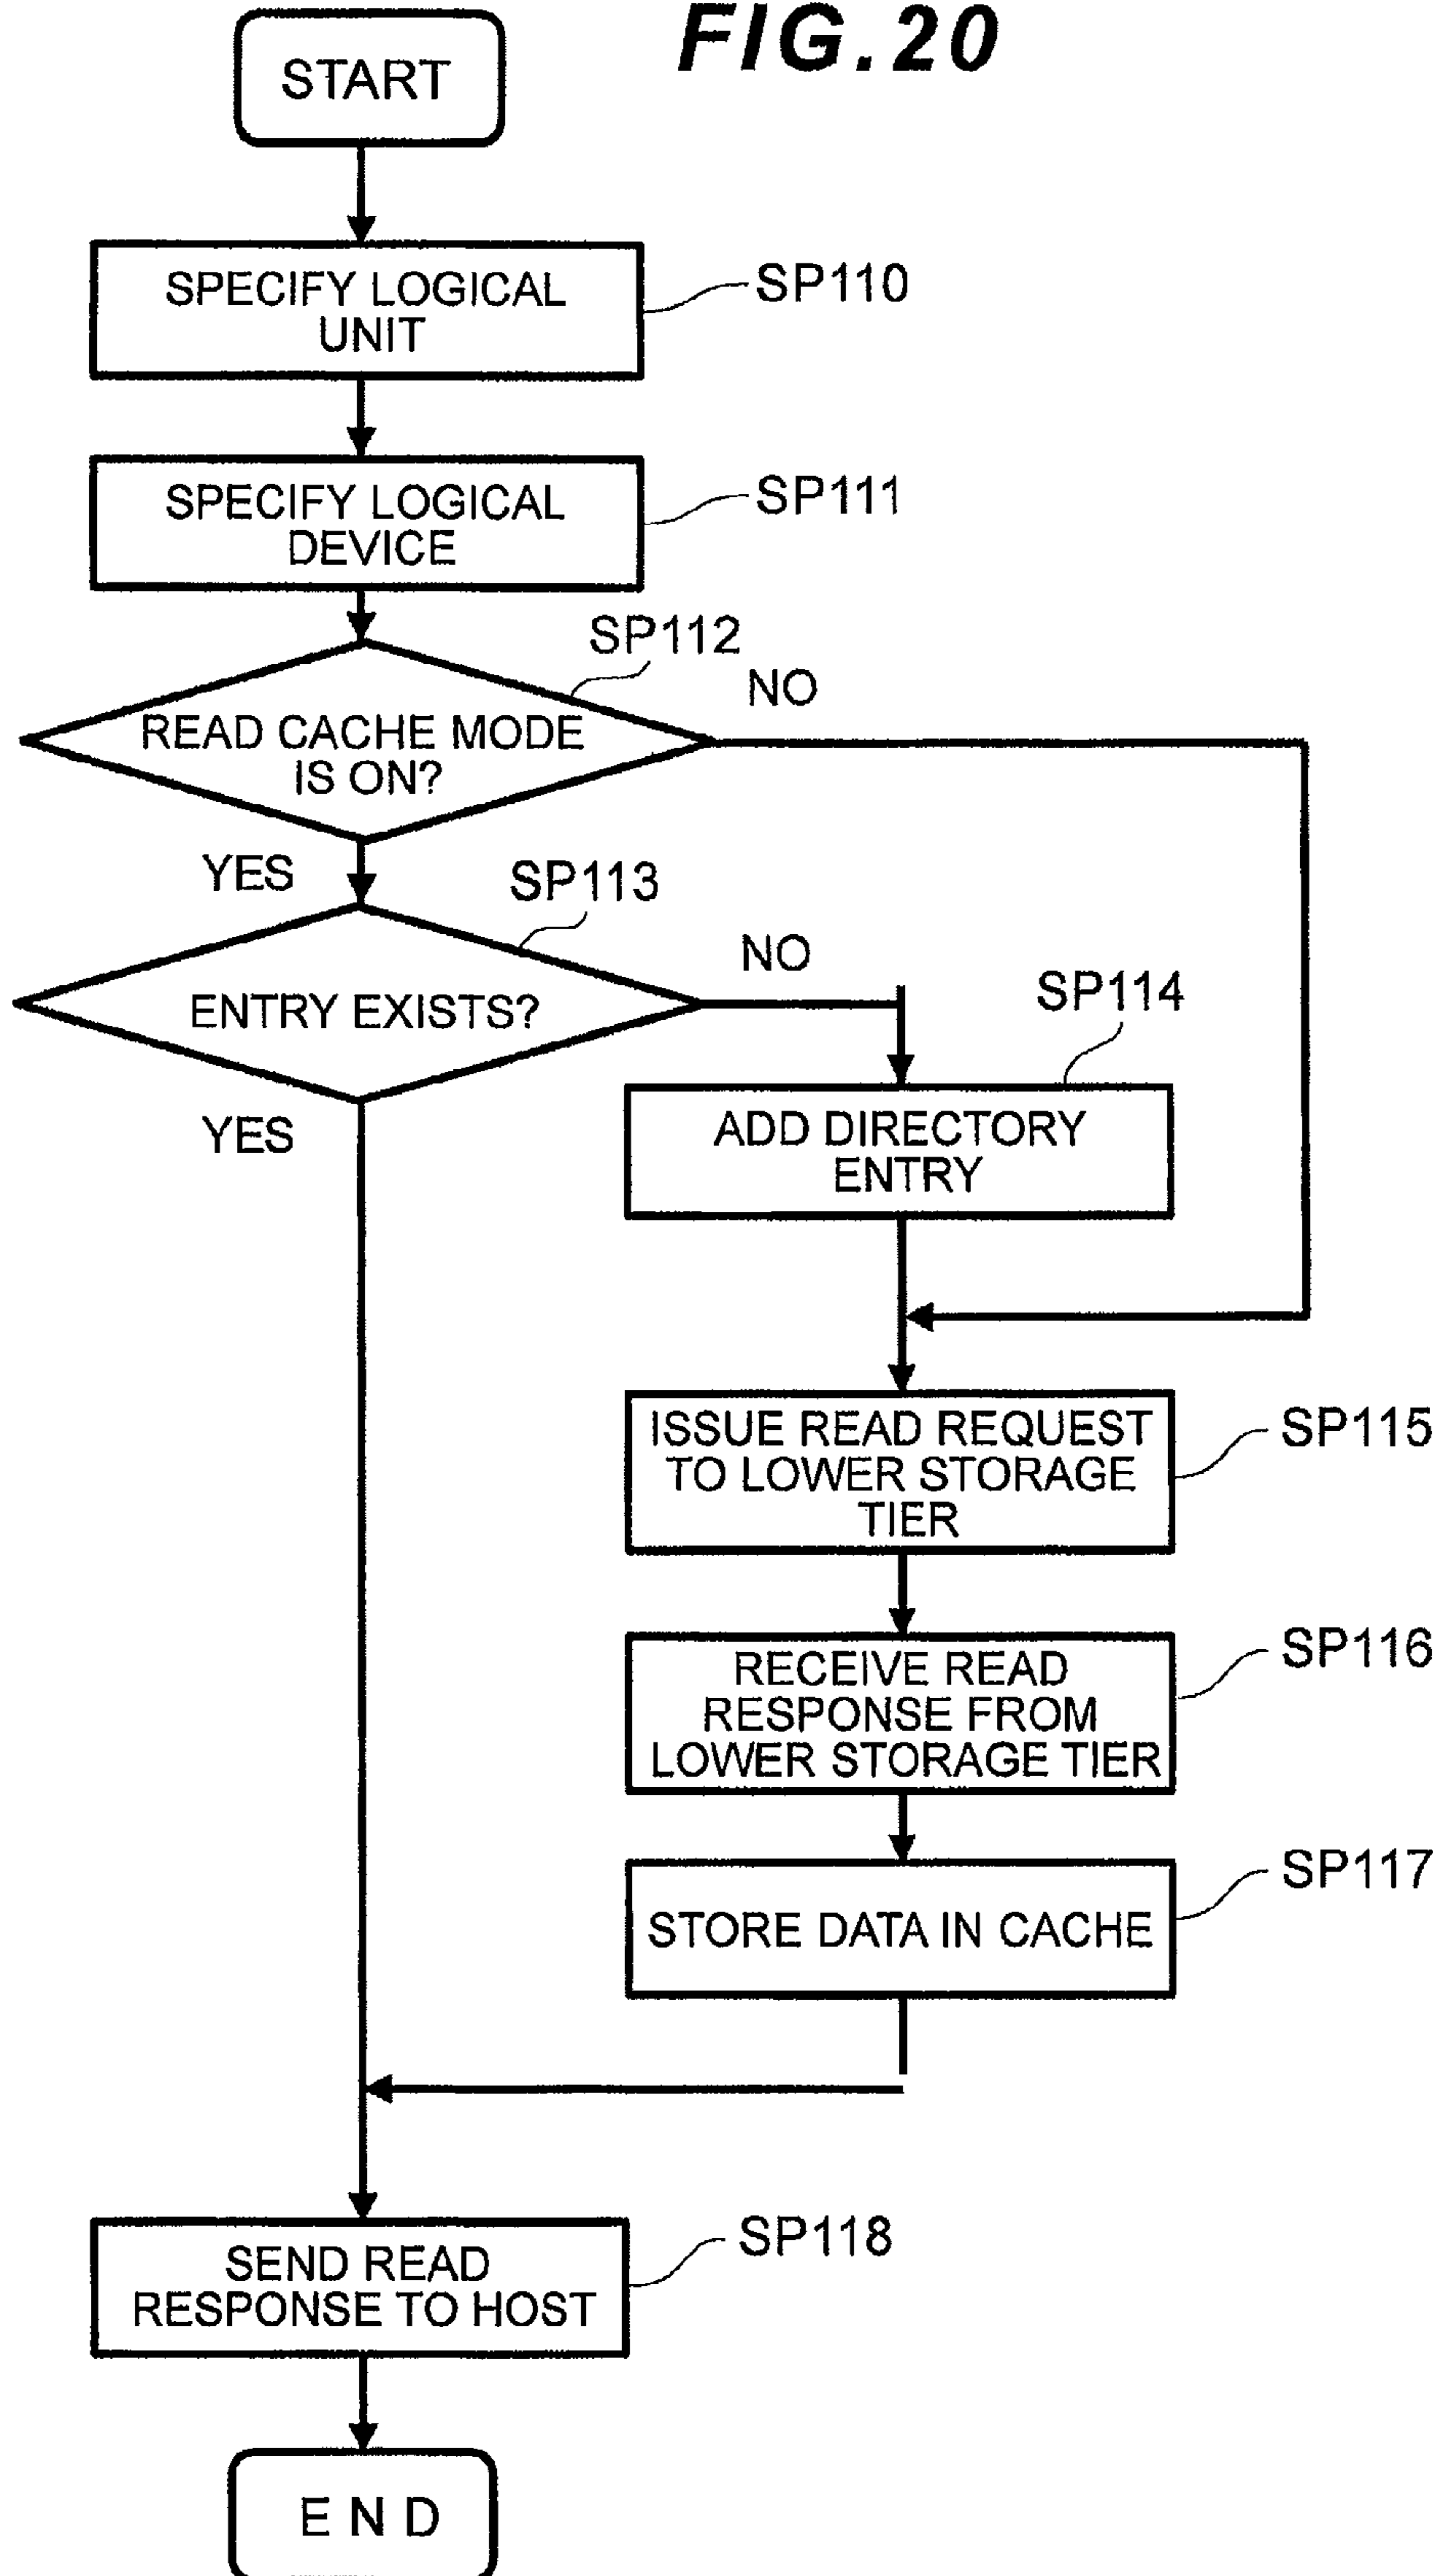 FIG.20
START
SPECIFY LOGICAL
UNIT
SP110
SPECIFY LOGICAL
DEVICE
SP111
SP112
READ CACHE MODE
IS ON?
NO
YES
SP113
ENTRY EXISTS?
NO
YES
SP114
ADD DIRECTORY
ENTRY
ISSUE READ REQUEST
TO LOWER STORAGE
TIER
SP115
RECEIVE READ
RESPONSE FROM
LOWER STORAGE TIER
SP116
STORE DATA IN CACHE
SP117
SEND READ
RESPONSE TO HOST
SP118
END